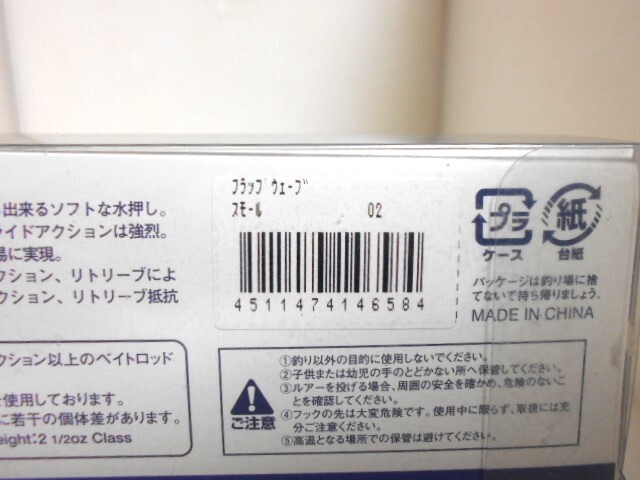 フラップウェーブ
スモール 02
4511474146584
出来るソフトな水押し。
ライドアクションは強烈。
易に実現。
クション、リトリーブによ
クション、リトリーブ抵抗
クション以上のベイトロッド
を使用しております。
に若干の個体差があります。
eight:2 1/2oz Class
プラ
ケース
紙
台紙
パッケージは釣り場に捨
てないで持ち帰りましょう。
MADE IN CHINA
ご注意
①釣り以外の目的に使用しないでください。
②子供または幼児の手のとどかない所へ保管してください。
③ルアーを投げる場合、周囲の安全を確かめ、危険のないこ
とを確認してください。
④フックの先は大変危険です。使用中に限らず、取扱には充
分ご注意ください。
⑤高温となる場所での保管は避けてください。